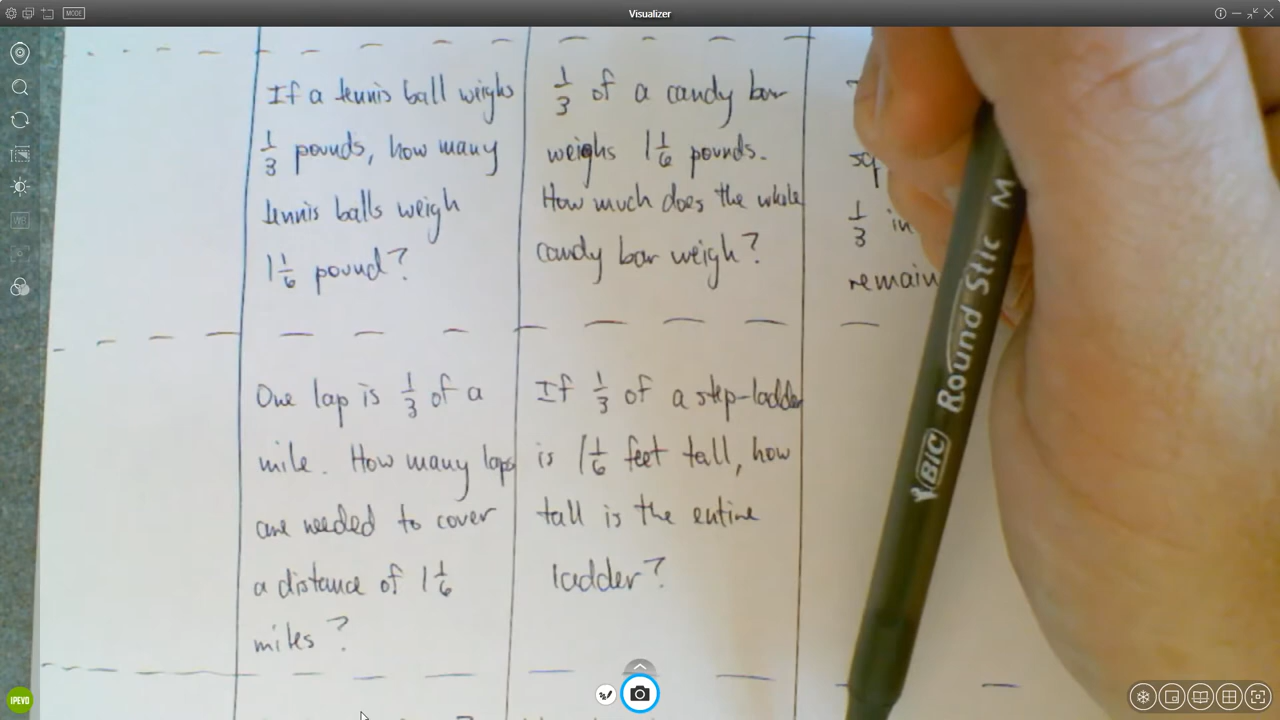 MODE
Visualizer
If a tennis ball weighs
1/3 pounds, how many
tennis balls weigh
1 1/6 pound?
1/3 of a candy bar
weighs 1 1/6 pounds.
How much does the whole
candy bar weigh?
sq
1/3 in
remain
One lap is 1/3 of a
mile. How many laps
are needed to cover
a distance of 1 1/6
miles?
If 1/3 of a step-ladder
is 1 1/6 feet tall, how
tall is the entire
ladder?
BIC Round Stic M
IPEVO